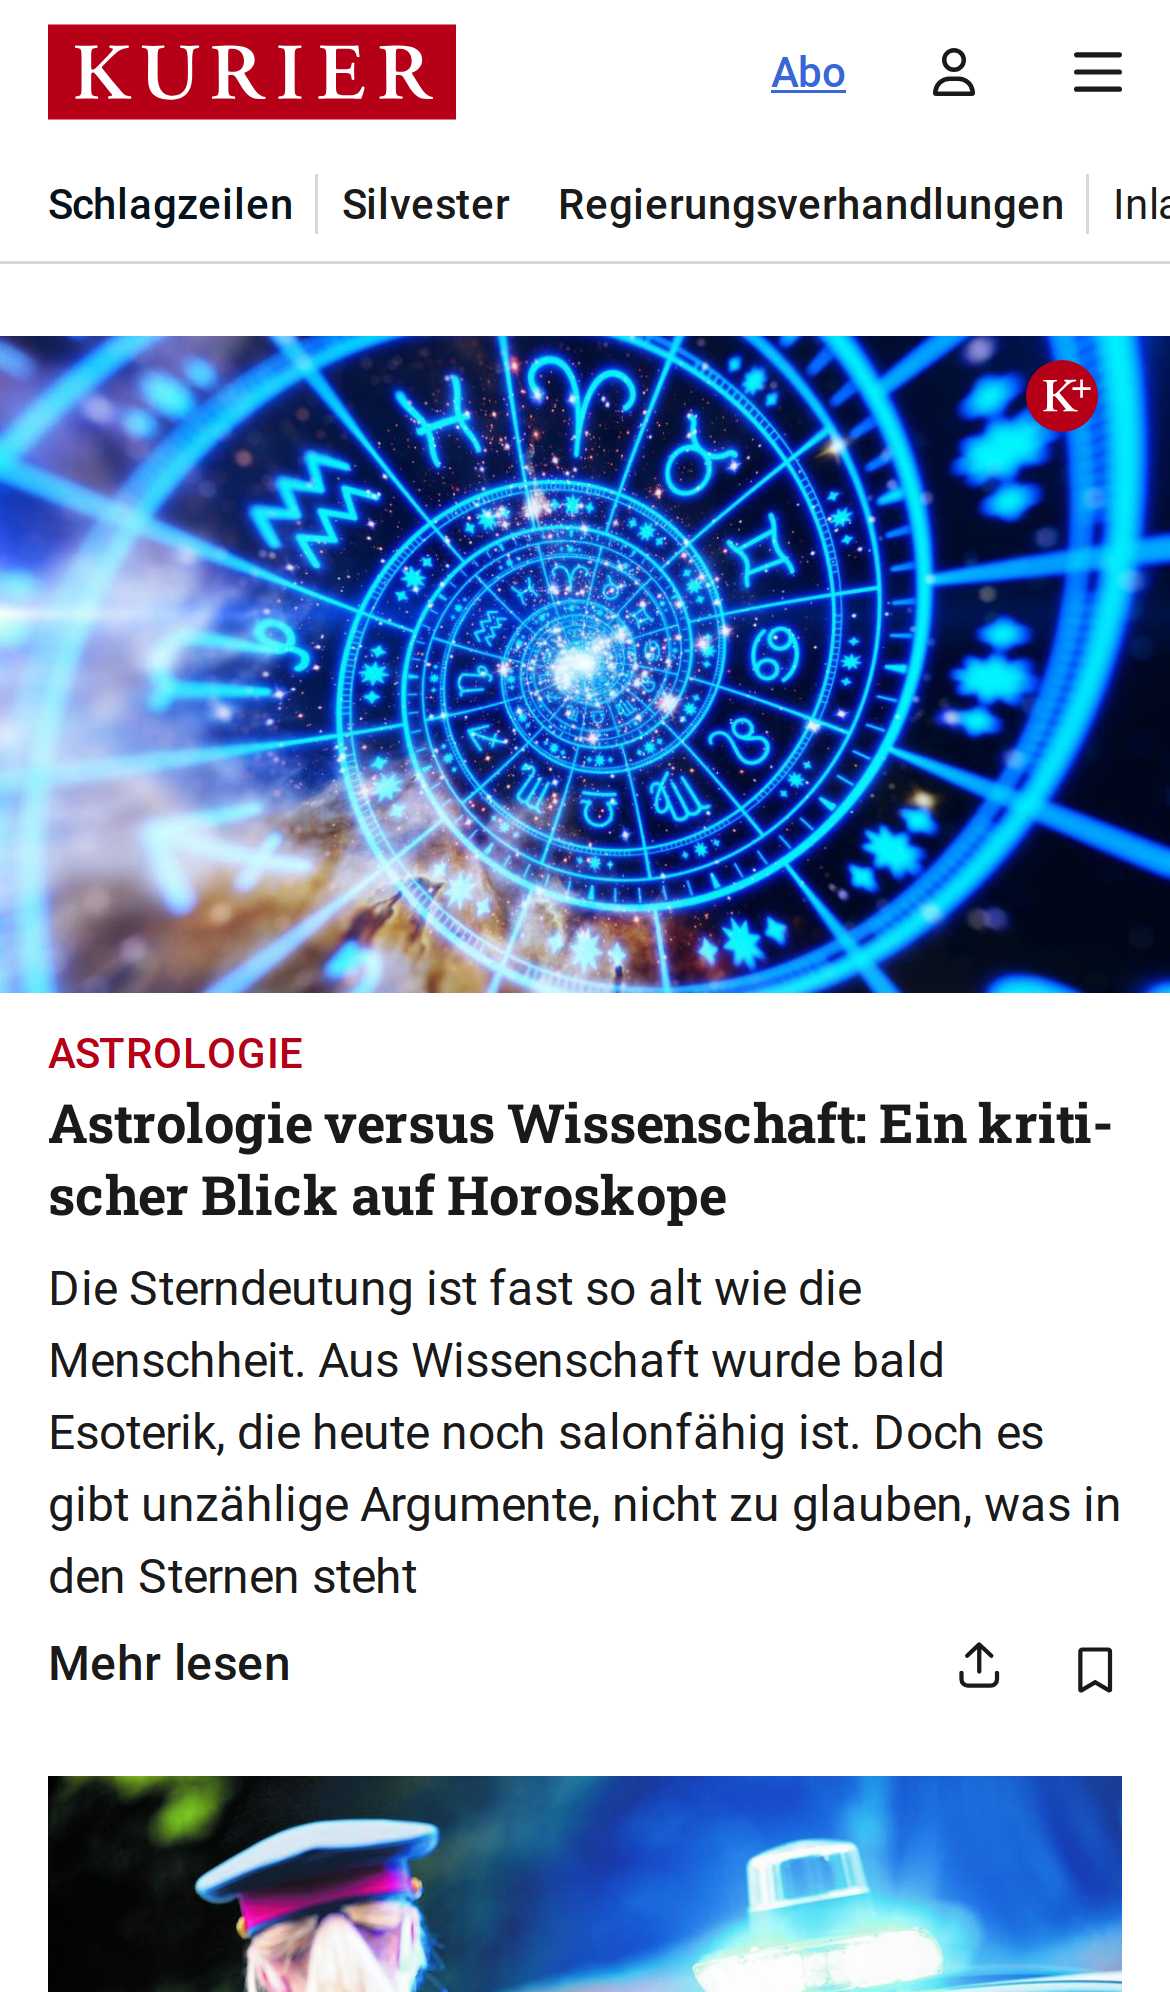 KURIER
Abo
Schlagzeilen
Silvester
Regierungsverhandlungen
K+
ASTROLOGIE
Astrologie versus Wissenschaft: Ein kriti-
scher Blick auf Horoskope
Die Sterndeutung ist fast so alt wie die
Menschheit. Aus Wissenschaft wurde bald
Esoterik, die heute noch salonfähig ist. Doch es
gibt unzählige Argumente, nicht zu glauben, was in
den Sternen steht
Mehr lesen